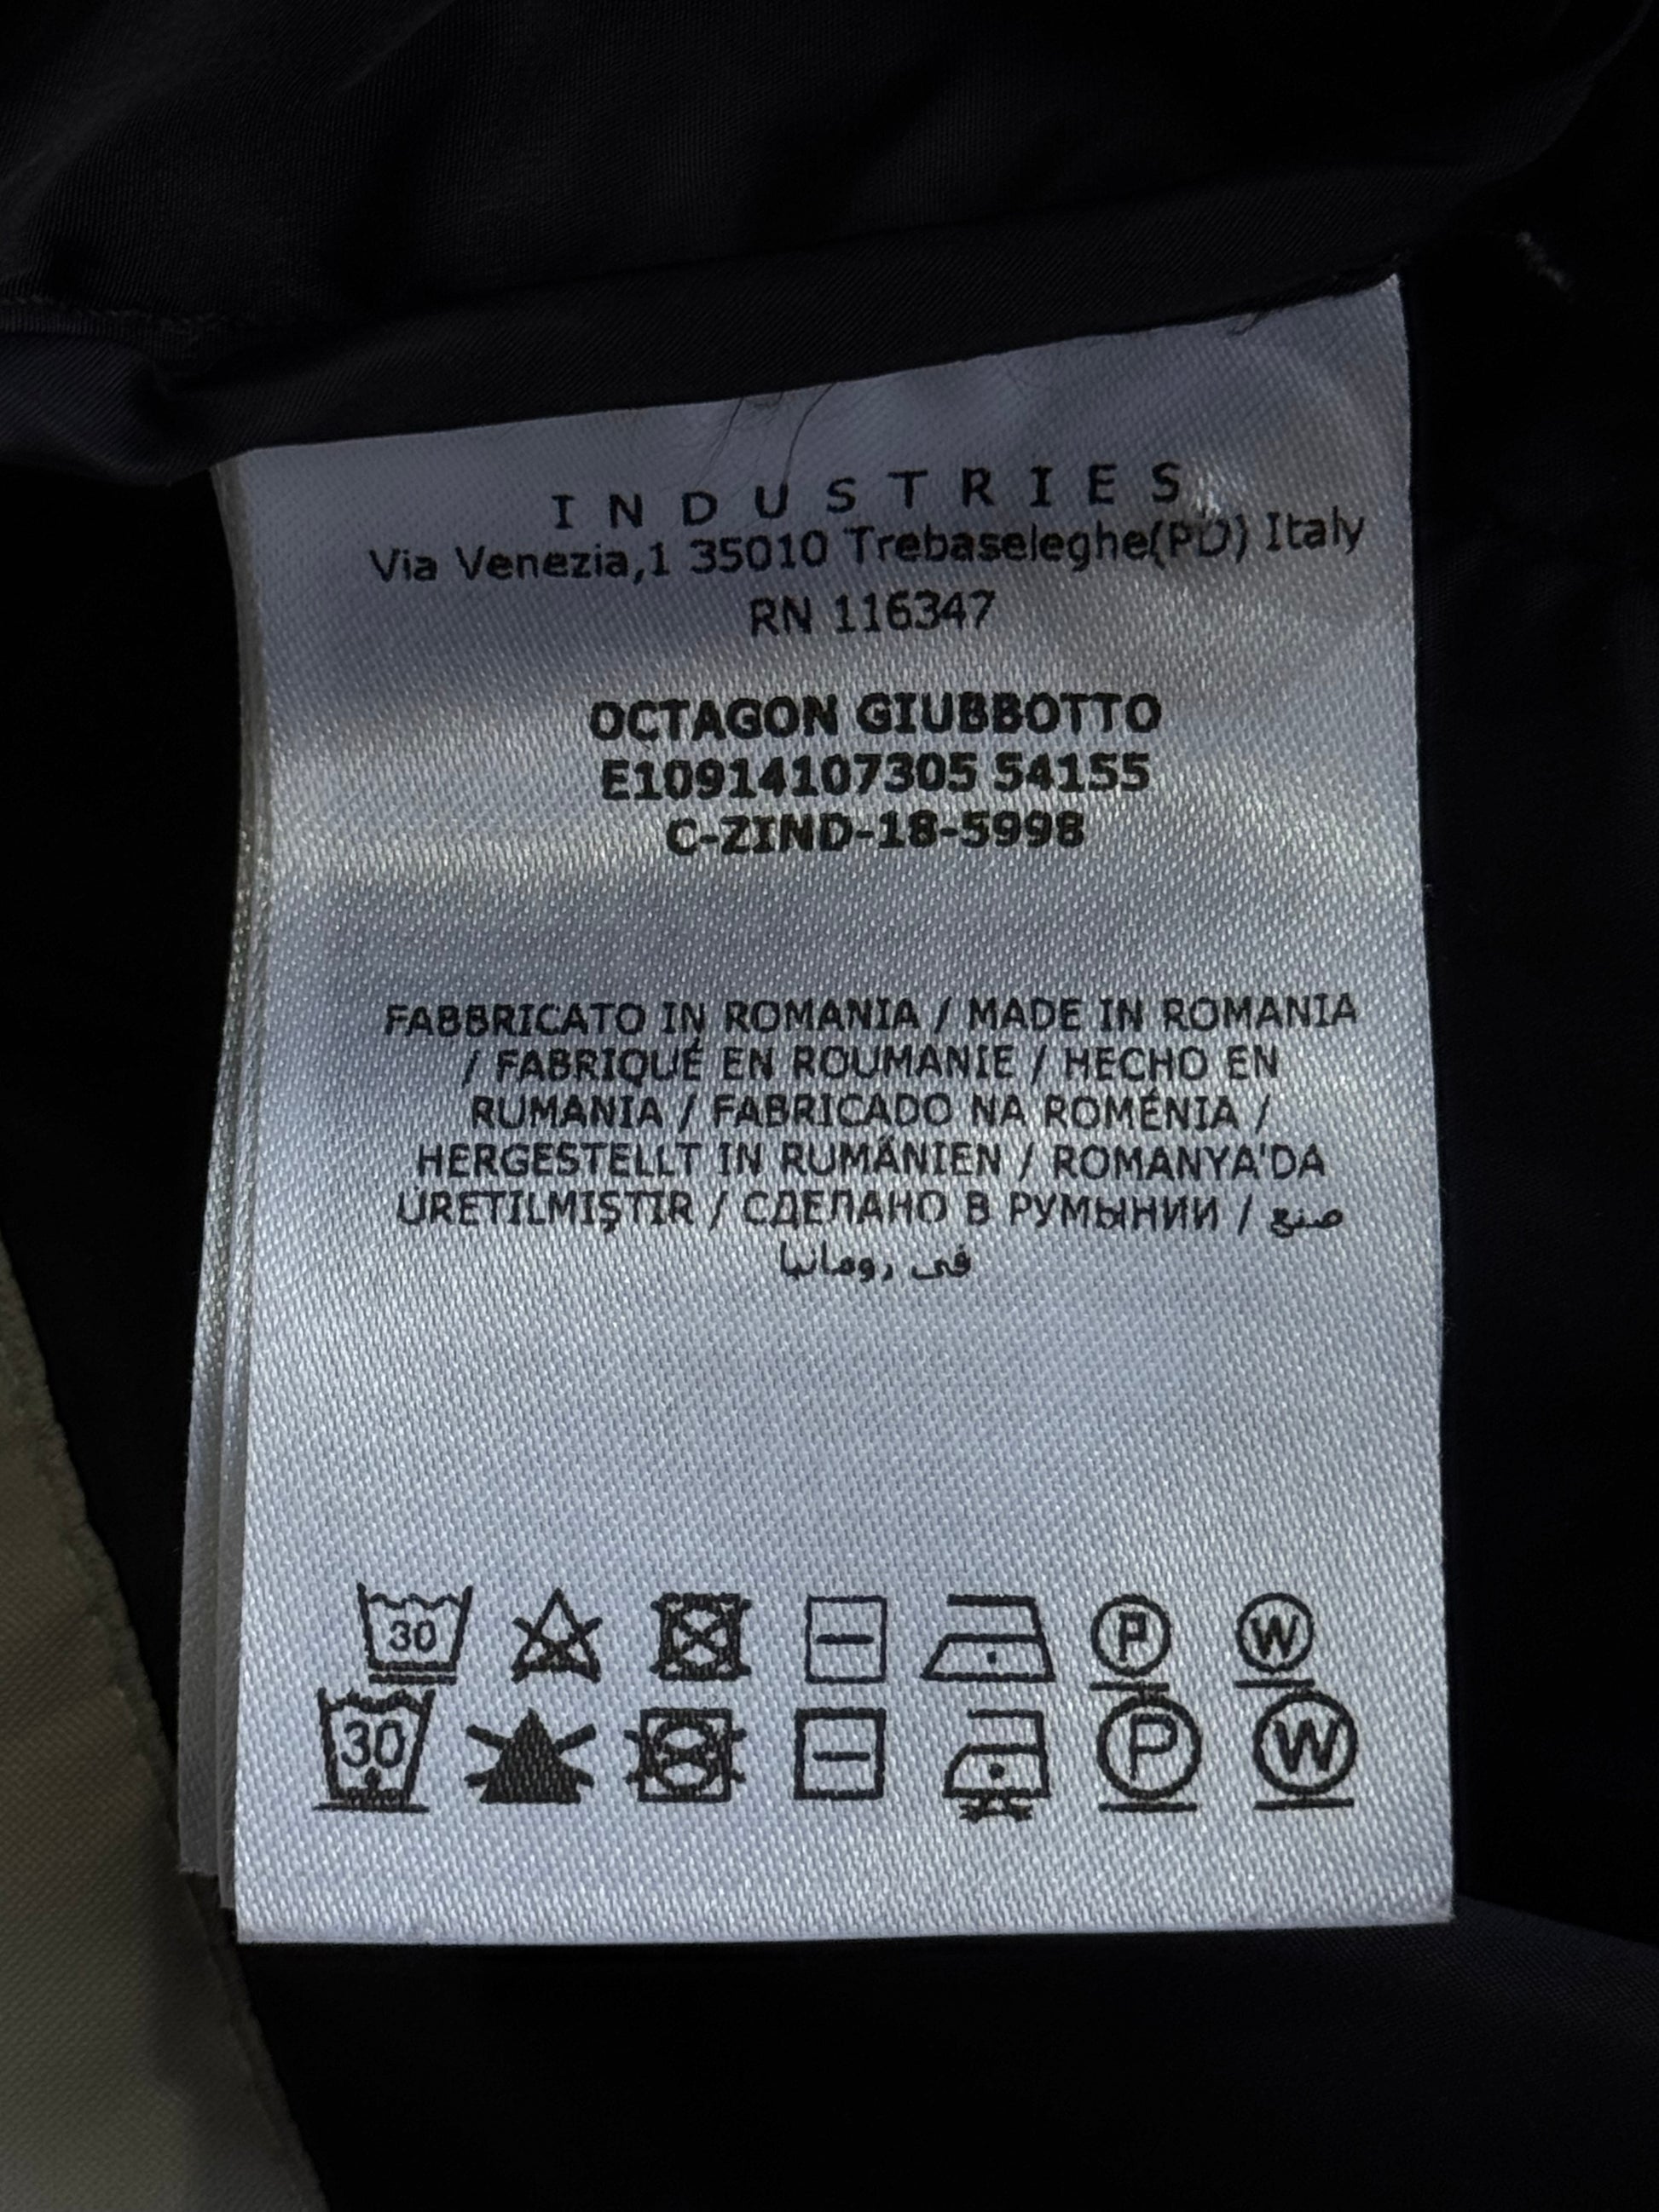 INDUSTRIES
Via Venezia,1 35010 Trebaseleghe(PD) Italy
RN 116347
OCTAGON GIUBBOTTO
E10914107305 54155
C-ZIND-18-5998
FABBRICATO IN ROMANIA / MADE IN ROMANIA
/ FABRIQUÉ EN ROUMANIE / HECHO EN
RUMANIA / FABRICADO NA ROMÉNIA /
HERGESTELLT IN RUMÄNIEN / ROMANYA'DA
ÜRETILMIŞTIR / СДЕЛАНО В РУМЫНИИ / صنع
في رومانيا
30 P W
30 P W